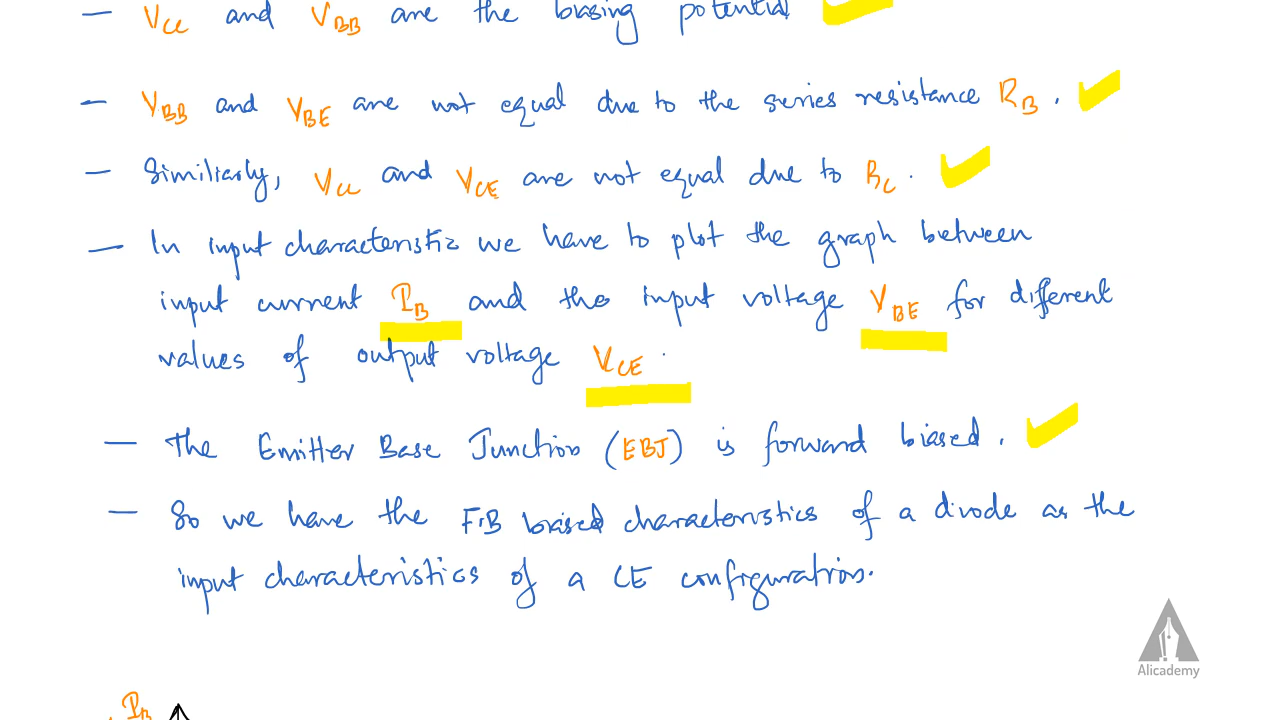 — VCC and VBB are the biasing potential
— VBB and VBE are not equal due to the series resistance RB.
— Similiarly, VCC and VCE are not equal due to RC.
— In input characteristic we have to plot the graph between
input current IB and the input voltage VBE for different
values of output voltage VCE.
— The Emitter Base Junction (EBJ) is forward biased.
— So we have the F.B biased characteristics of a diode as the
input characteristics of a CE configuration.
IB
Alicademy